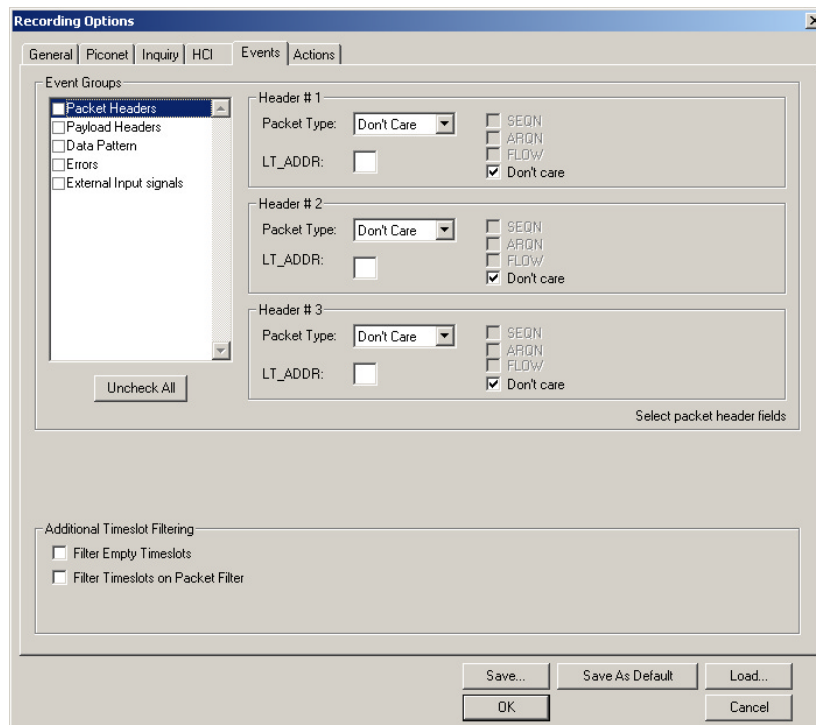 Recording Options
General Piconet Inquiry HCI Events Actions
Event Groups
Packet Headers
Payload Headers
Data Pattern
Errors
External Input signals
Uncheck All
Header # 1
Packet Type: Don't Care
LT_ADDR:
SEQN
ARQN
FLOW
Don't care
Header # 2
Packet Type: Don't Care
LT_ADDR:
SEQN
ARQN
FLOW
Don't care
Header # 3
Packet Type: Don't Care
LT_ADDR:
SEQN
ARQN
FLOW
Don't care
Select packet header fields
Additional Timeslot Filtering
Filter Empty Timeslots
Filter Timeslots on Packet Filter
Save... Save As Default Load...
OK Cancel